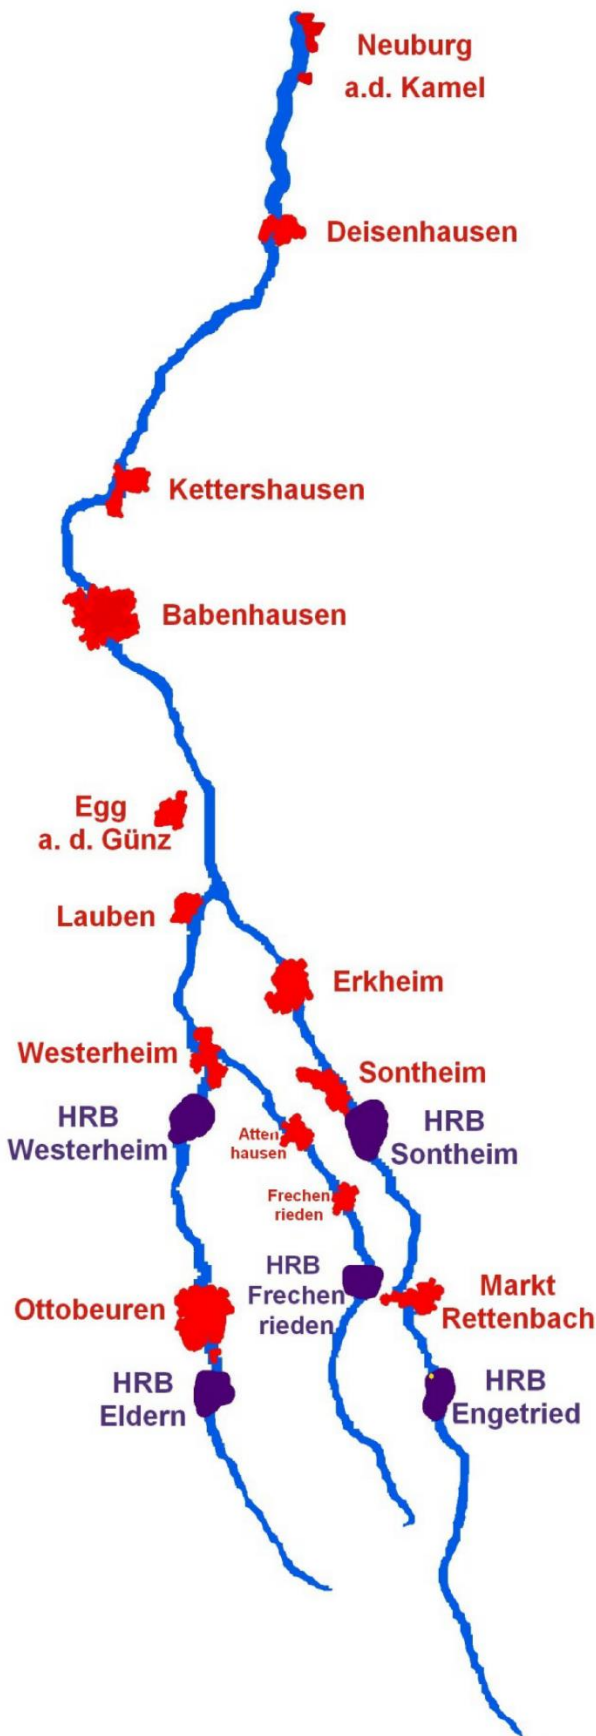 Neuburg
a.d. Kamel
Deisenhausen
Kettershausen
Babenhausen
Egg
a. d. Günz
Lauben
Erkheim
Westerheim
Sontheim
HRB
Westerheim
Atten
hausen
HRB
Sontheim
Frechen
rieden
HRB
Frechen
rieden
Ottobeuren
Markt
Rettenbach
HRB
Eldern
HRB
Engetried